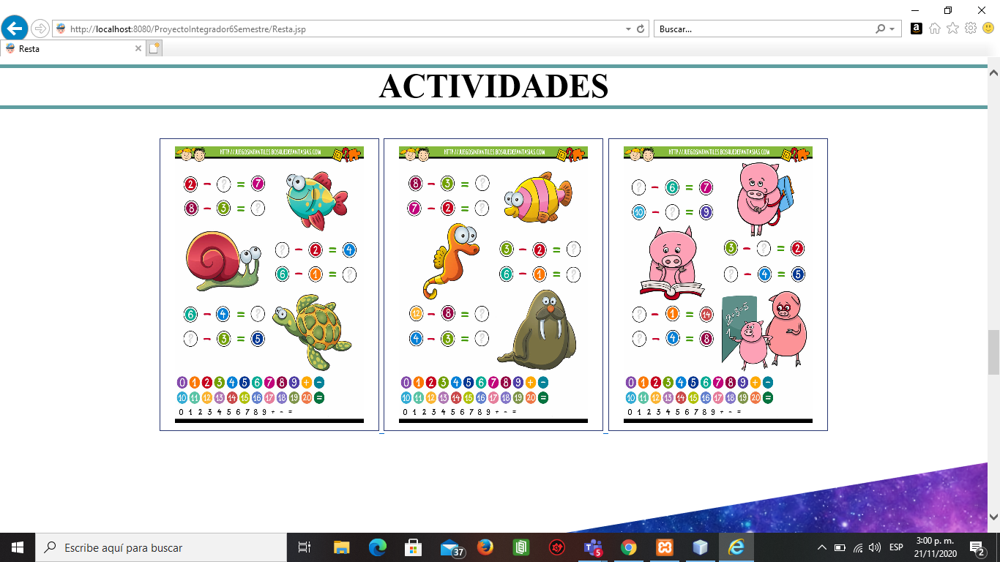 http://localhost:8080/ProyectoIntegrador6Semestre/Resta.jsp
Buscar...
Resta
ACTIVIDADES
HTTP://JUEGOSINFANTILES.BOSQUEDEFANTASIAS.COM
2 - ? = 7
8 - 3 = ?
? - 2 = 4
6 - 1 = ?
6 - 4 = ?
? - 3 = 5
0 1 2 3 4 5 6 7 8 9 + -
10 11 12 13 14 15 16 17 18 19 20 =
0 1 2 3 4 5 6 7 8 9 + - =
HTTP://JUEGOSINFANTILES.BOSQUEDEFANTASIAS.COM
8 - 3 = ?
7 - 2 = ?
3 - 2 = ?
6 - 1 = ?
12 - 8 = ?
4 - 3 = ?
0 1 2 3 4 5 6 7 8 9 + -
10 11 12 13 14 15 16 17 18 19 20 =
0 1 2 3 4 5 6 7 8 9 + - =
HTTP://JUEGOSINFANTILES.BOSQUEDEFANTASIAS.COM
? - 6 = 7
10 - ? = 9
3 - ? = 2
? - 4 = 5
? - 1 = 14
? - 4 = 8
0 1 2 3 4 5 6 7 8 9 + -
10 11 12 13 14 15 16 17 18 19 20 =
0 1 2 3 4 5 6 7 8 9 + - =
Escribe aquí para buscar
37
5
ESP
3:00 p. m.
21/11/2020
2